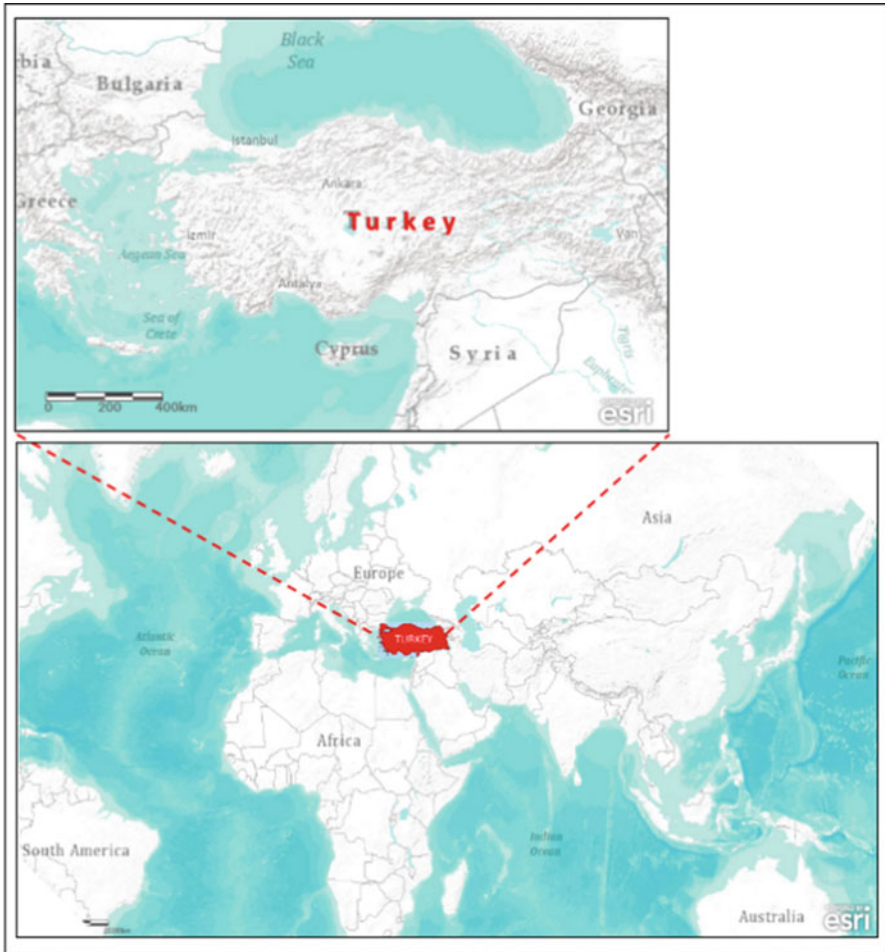 Black
Sea
rbia
Bulgaria
Georgia
Istanbul
Ankara
Greece
Turkey
Izmir
Van
Aegean Sea
Antalya
Sea of
Crete
Cyprus
Syria
Tigris
Euphrates
0 200 400km
esri
Asia
Europe
TURKEY
Atlantic
Ocean
Pacific
Ocean
Africa
Indian
Ocean
South America
Australia
esri